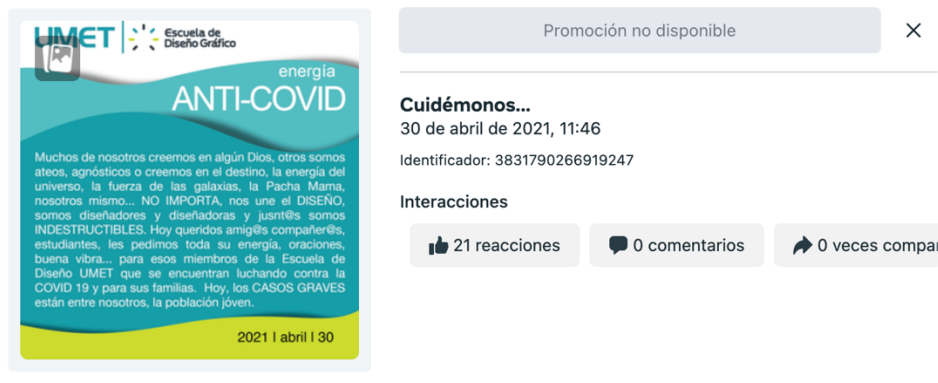 UMET
Escuela de
Diseño Gráfico
energía
ANTI-COVID
Muchos de nosotros creemos en algún Dios, otros somos
ateos, agnósticos o creemos en el destino, la energía del
universo, la fuerza de las galaxias, la Pacha Mama,
nosotros mismo... NO IMPORTA, nos une el DISEÑO,
somos diseñadores y diseñadoras y jusnt@s somos
INDESTRUCTIBLES. Hoy queridos amig@s compañer@s,
estudiantes, les pedimos toda su energía, oraciones,
buena vibra... para esos miembros de la Escuela de
Diseño UMET que se encuentran luchando contra la
COVID 19 y para sus familias. Hoy, los CASOS GRAVES
están entre nosotros, la población jóven.
2021 I abril I 30
Promoción no disponible
Cuidémonos...
30 de abril de 2021, 11:46
Identificador: 3831790266919247
Interacciones
21 reacciones
0 comentarios
0 veces compar